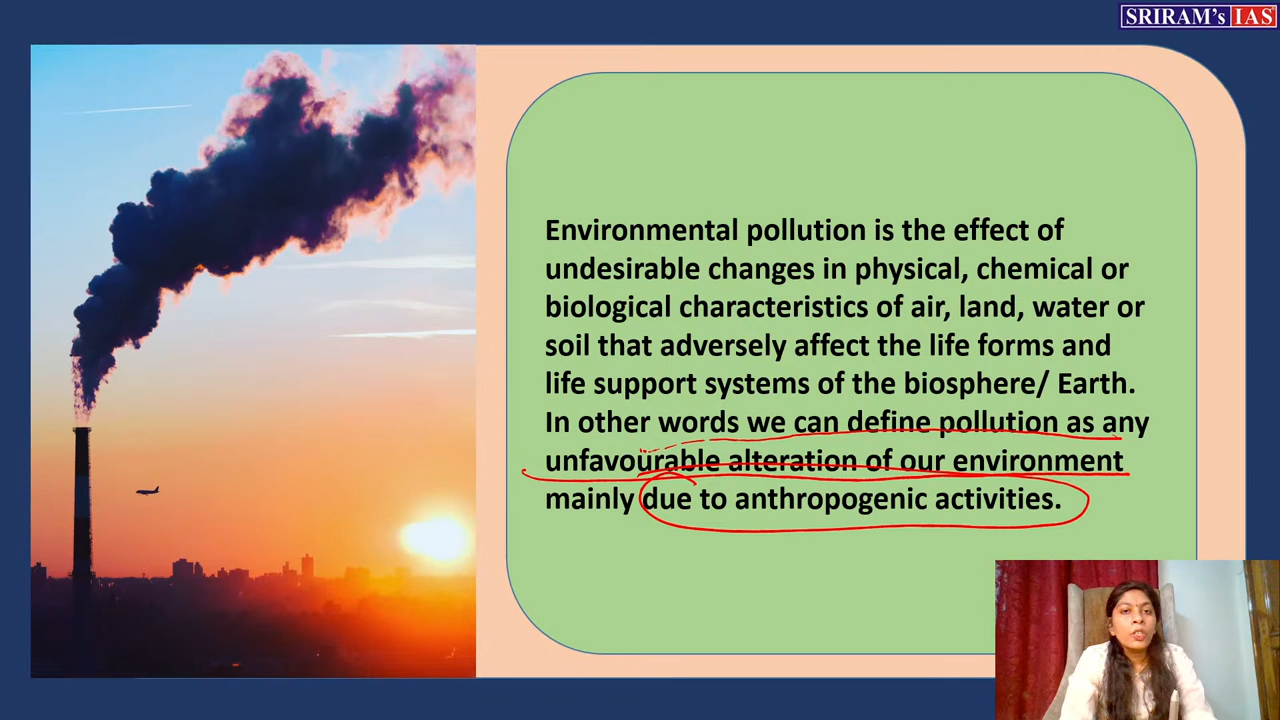 SRIRAM's IAS
Environmental pollution is the effect of
undesirable changes in physical, chemical or
biological characteristics of air, land, water or
soil that adversely affect the life forms and
life support systems of the biosphere/ Earth.
In other words we can define pollution as any
unfavourable alteration of our environment
mainly due to anthropogenic activities.